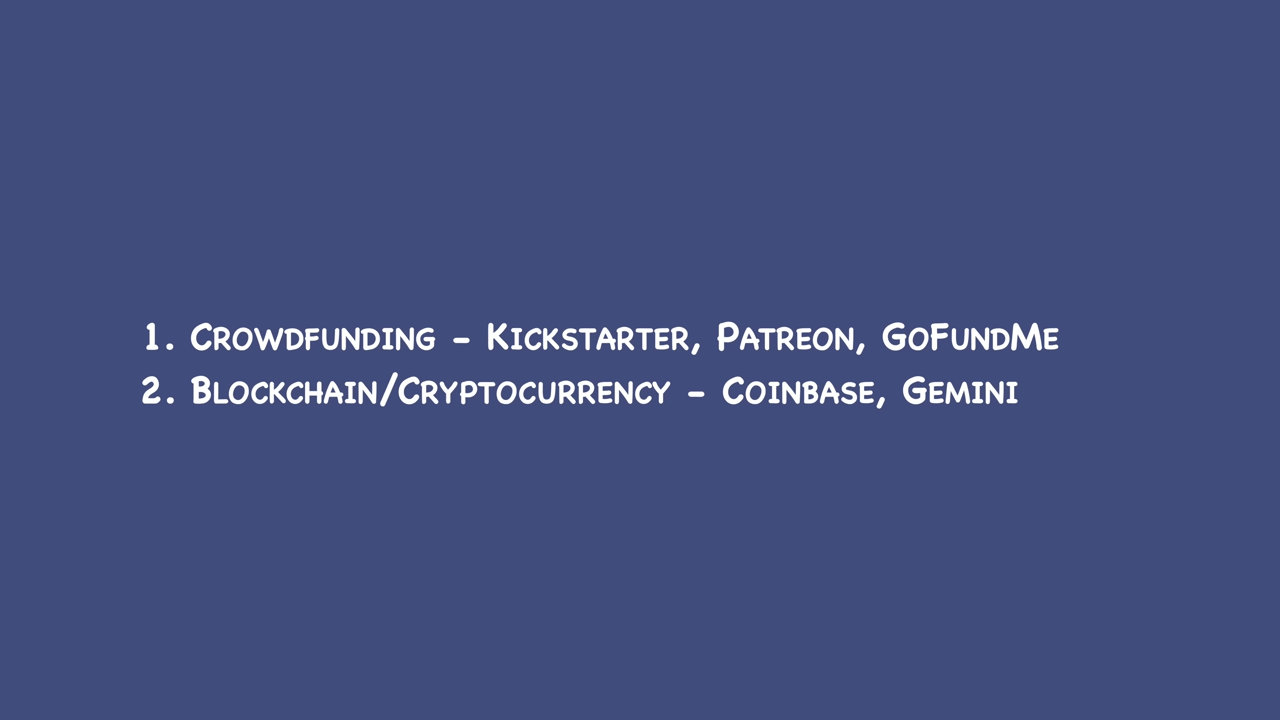 1. Crowdfunding - Kickstarter, Patreon, GoFundMe
2. Blockchain/Cryptocurrency - Coinbase, Gemini